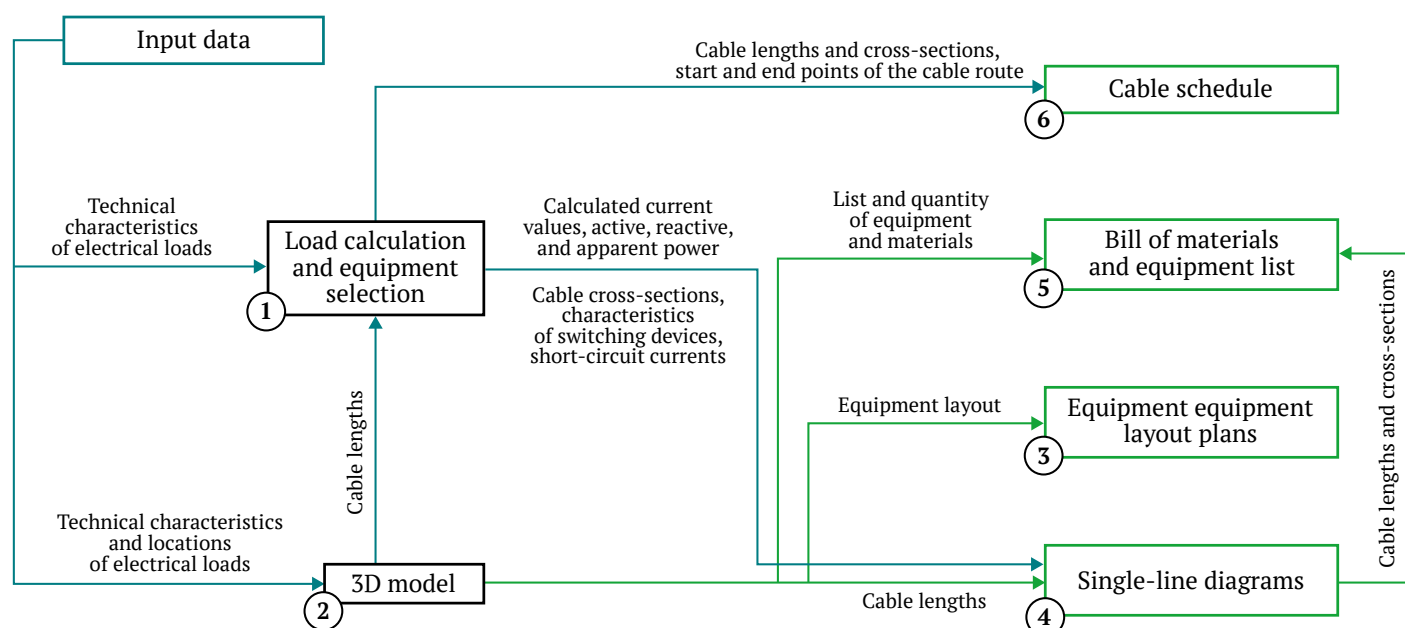 Input data
Cable lengths and cross-sections,
start and end points of the cable route
Cable schedule
6
Technical
characteristics
of electrical loads
Load calculation
and equipment
selection
1
Calculated current
values, active, reactive,
and apparent power
Cable cross-sections,
characteristics
of switching devices,
short-circuit currents
List and quantity
of equipment
and materials
Bill of materials
and equipment list
5
Cable lengths and cross-sections
Equipment layout
Equipment equipment
layout plans
3
Cable lengths
Technical characteristics
and locations
of electrical loads
3D model
2
Cable lengths
Single-line diagrams
4